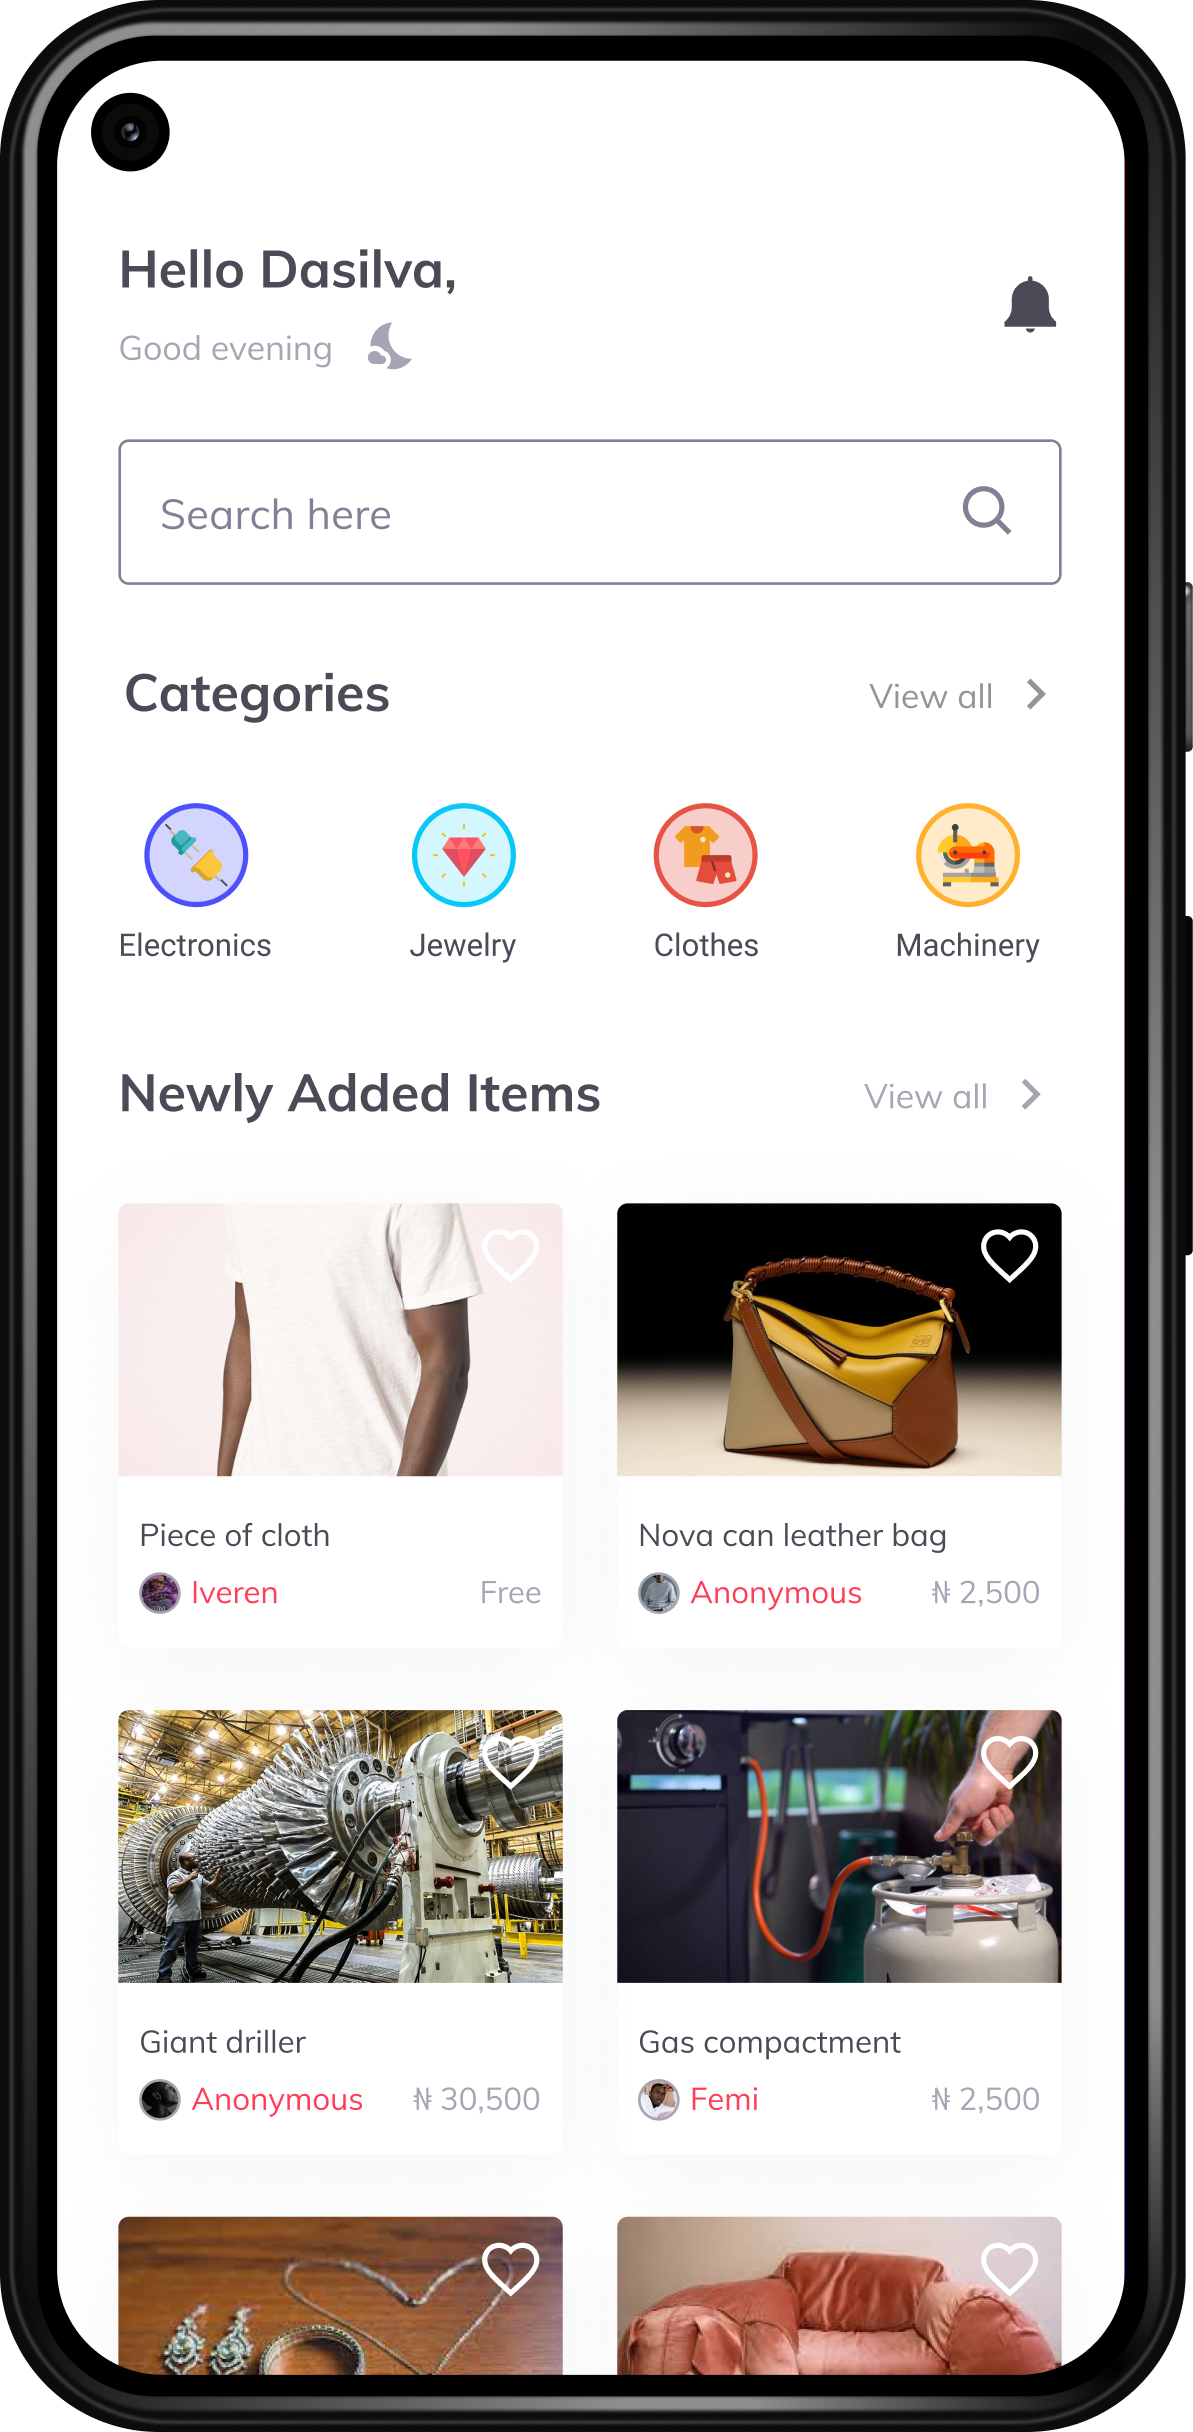 Hello Dasilva,
Good evening
Search here
Categories
View all
Electronics
Jewelry
Clothes
Machinery
Newly Added Items
View all
Piece of cloth
Iveren
Free
Nova can leather bag
Anonymous
₦ 2,500
Giant driller
Anonymous
₦ 30,500
Gas compactment
Femi
₦ 2,500